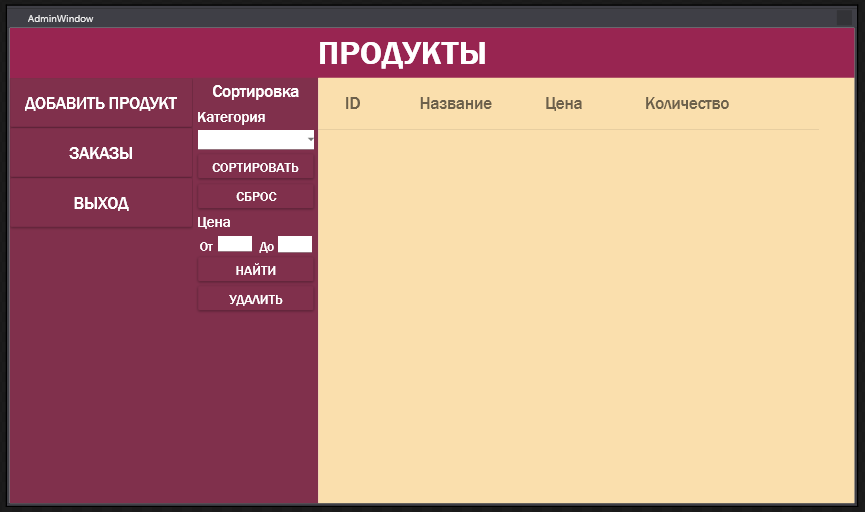 AdminWindow
ПРОДУКТЫ
ДОБАВИТЬ ПРОДУКТ
ЗАКАЗЫ
ВЫХОД
Сортировка
Категория
СОРТИРОВАТЬ
СБРОС
Цена
От До
НАЙТИ
УДАЛИТЬ
ID Название Цена Количество